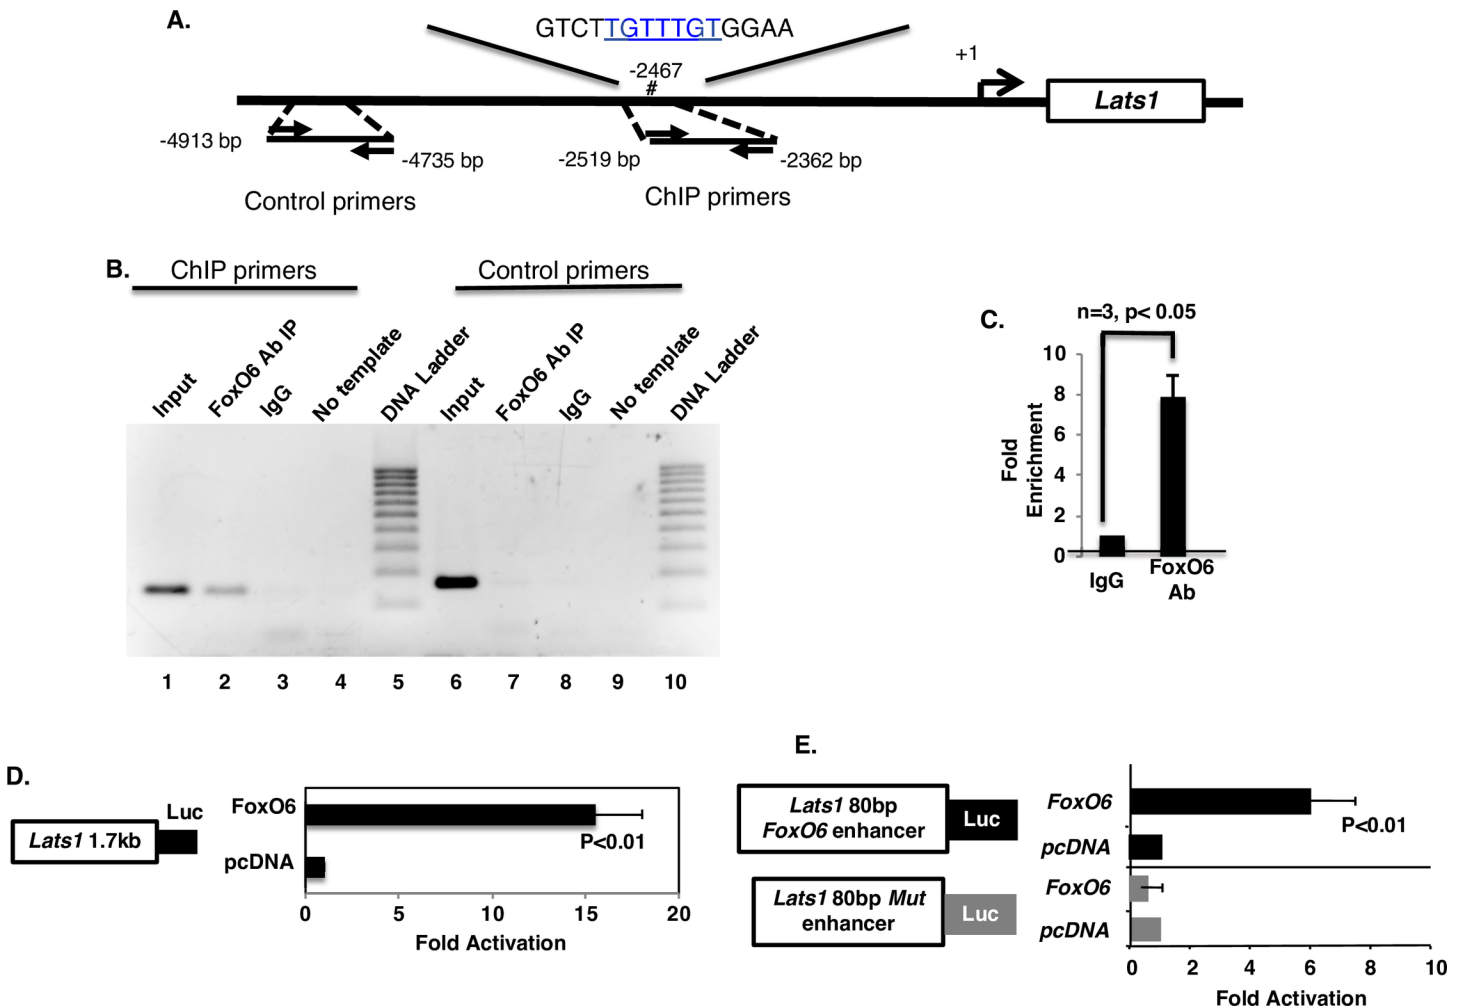 A.
GTCTTGTTTGTGGAA
-2467
#
+1
Lats1
-4913 bp
-4735 bp
-2519 bp
-2362 bp
Control primers
ChIP primers
B.
ChIP primers
Control primers
Input
FoxO6 Ab IP
IgG
No template
DNA Ladder
Input
FoxO6 Ab IP
IgG
No template
DNA Ladder
1 2 3 4 5 6 7 8 9 10
C.
n=3, p< 0.05
Fold
Enrichment
10
8
6
4
2
0
IgG
FoxO6
Ab
D.
Luc
Lats1 1.7kb
FoxO6
P<0.01
pcDNA
0 5 10 15 20
Fold Activation
E.
Lats1 80bp
FoxO6 enhancer
Luc
Lats1 80bp Mut
enhancer
Luc
FoxO6
P<0.01
pcDNA
FoxO6
pcDNA
0 2 4 6 8 10
Fold Activation